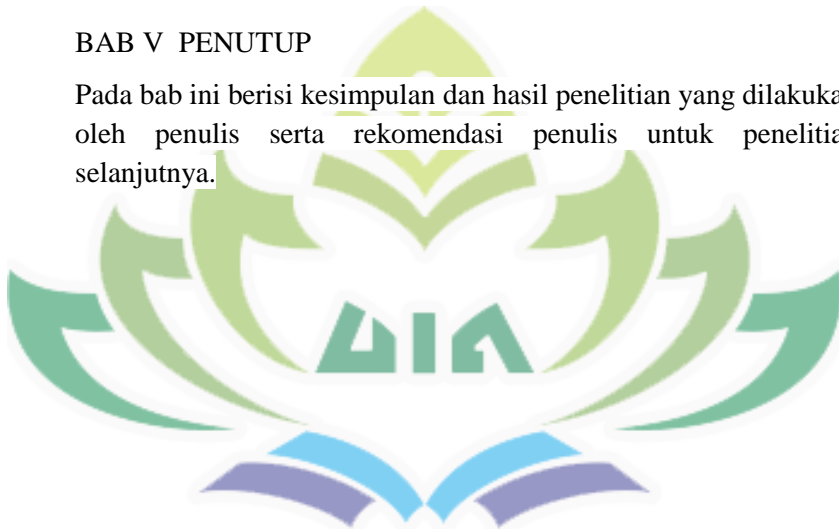 BAB V PENUTUP
Pada bab ini berisi kesimpulan dan hasil penelitian yang dilakuka
oleh penulis serta rekomendasi penulis untuk penelitia
selanjutnya.
UIN